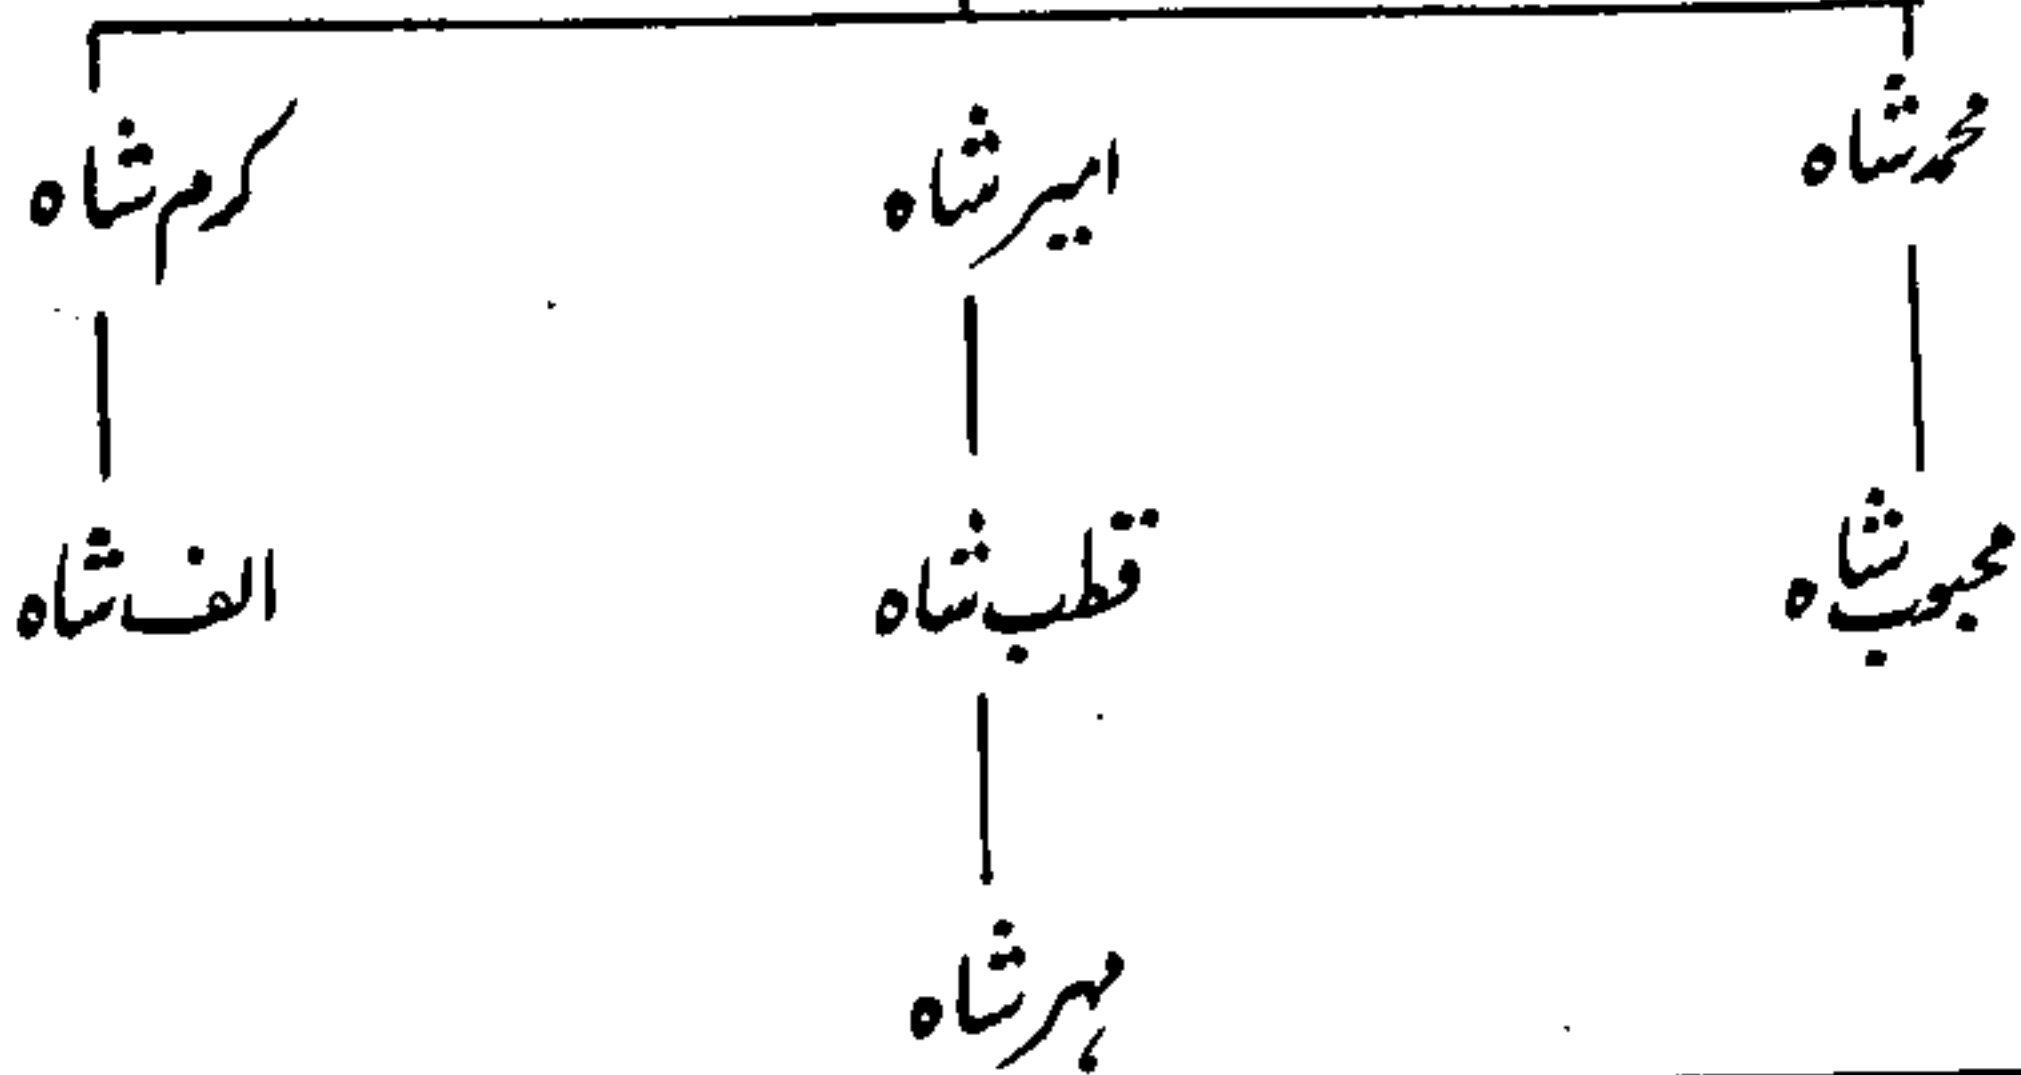 محمد شاہ امیر شاہ کرم شاہ
محبوب شاہ قطب شاہ الف شاہ
مہر شاہ